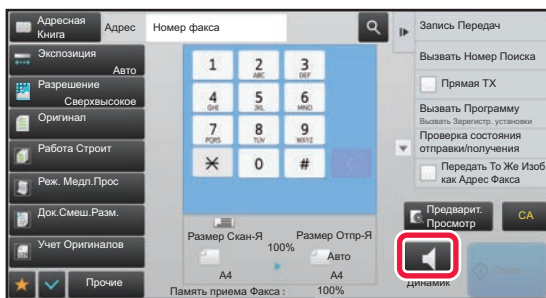 Адресная
Книга
Адрес
Номер факса
Экспозиция
Авто
Разрешение
Сверхвысокое
Оригинал
Работа Строит
Реж. Медл.Прос
Док.Смеш.Разм.
Учет Оригиналов
Прочие
1
2
ABC
3
DEF
4
GHI
5
JKL
6
MNO
7
PQRS
8
TUV
9
WXYZ
0
#
C
Размер Скан-Я
Размер Отпр-Я
100%
Авто
A4
A4
Память приема Факса :
100%
Запись Передач
Вызвать Номер Поиска
Прямая TX
Вызвать Программу
Вызвать Зарегистр. установки
Проверка состояния
отправки/получения
Передать То Же Изоб
как Адрес Факса
Предварит.
Просмотр
CA
Динамик